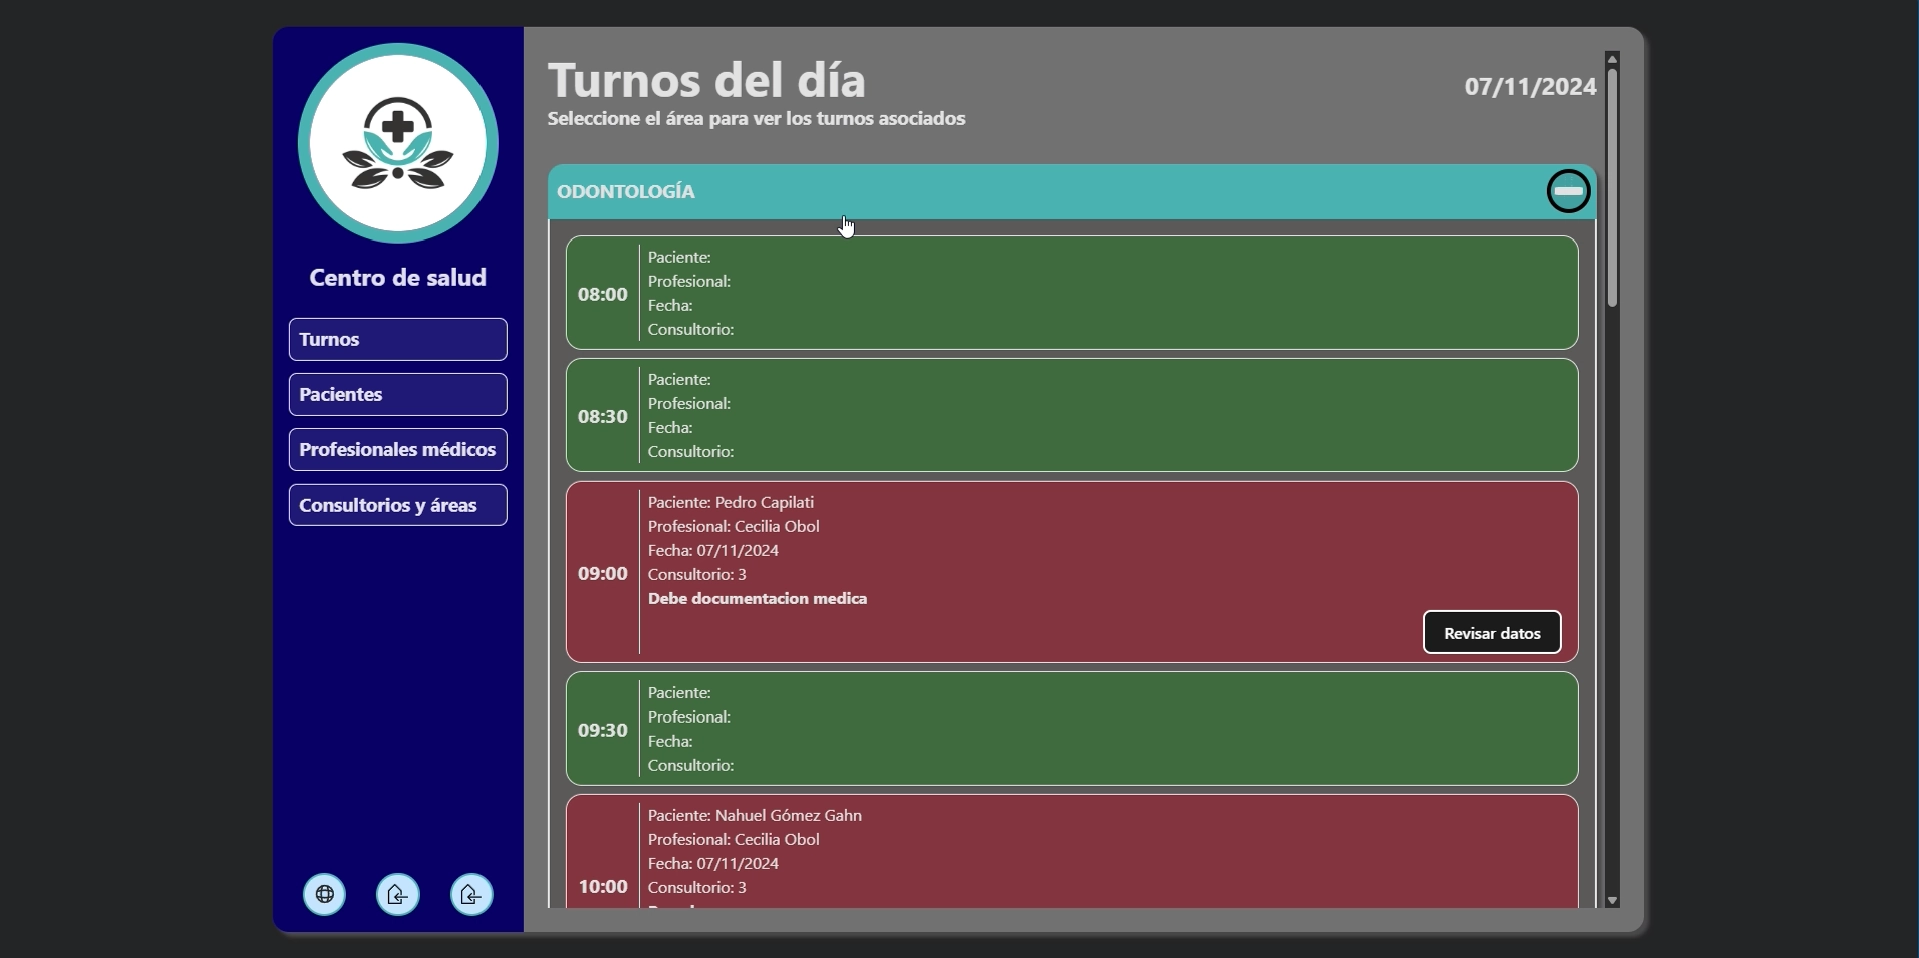 Centro de salud
Turnos
Pacientes
Profesionales médicos
Consultorios y áreas
Turnos del día
07/11/2024
Seleccione el área para ver los turnos asociados
ODONTOLOGÍA
08:00
Paciente:
Profesional:
Fecha:
Consultorio:
08:30
Paciente:
Profesional:
Fecha:
Consultorio:
09:00
Paciente: Pedro Capilati
Profesional: Cecilia Obol
Fecha: 07/11/2024
Consultorio: 3
Debe documentacion medica
Revisar datos
09:30
Paciente:
Profesional:
Fecha:
Consultorio:
10:00
Paciente: Nahuel Gómez Gahn
Profesional: Cecilia Obol
Fecha: 07/11/2024
Consultorio: 3